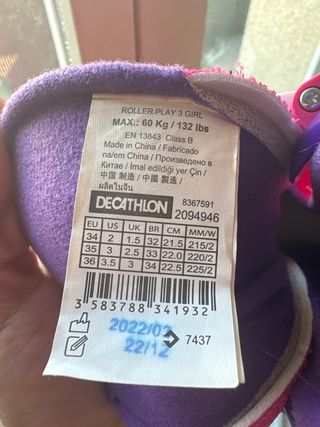 ROLLER PLAY 3 GIRL
MAX.: 60 Kg / 132 lbs
EN 13843 Class B
Made in China / Fabricado
na/em China / Произведено в
Китае / İmal edildiği yer Çin /
中国 制造 / 中國 製造 /
ผลิตในจีน
DECATHLON 8367591
2094946
EU US UK BR CM MM/W
34 2 1.5 32 21.5 215/2
35 3 2.5 33 22.0 220/2
36 3.5 3 34 22.5 225/2
3 583788 341932
2022/03
22/12
7437